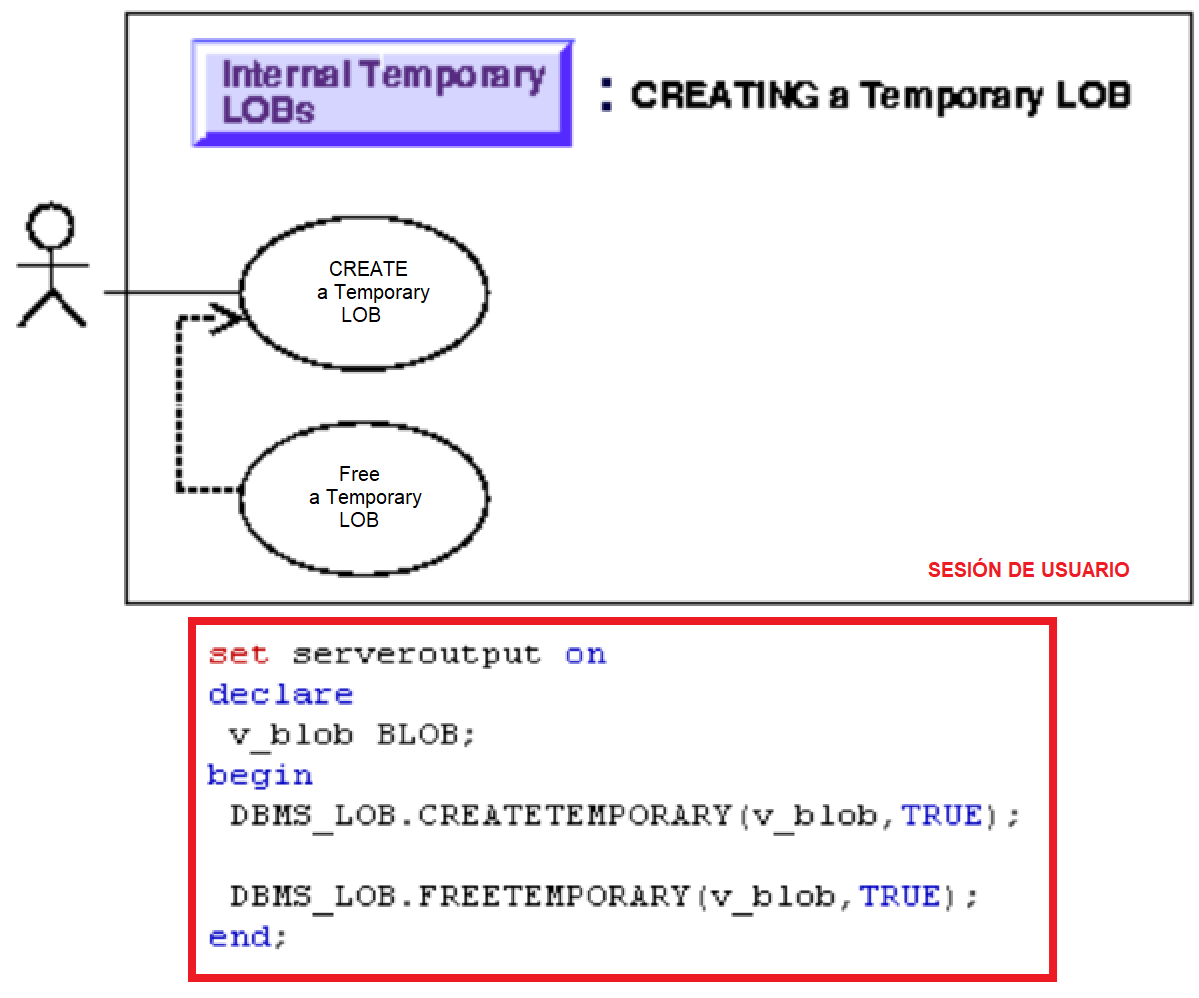 Internal Temporary
LOBs
: CREATING a Temporary LOB
CREATE
a Temporary
LOB
Free
a Temporary
LOB
SESIÓN DE USUARIO
set serveroutput on
declare
v_blob BLOB;
begin
DBMS_LOB.CREATETEMPORARY(v_blob,TRUE);
DBMS_LOB.FREETEMPORARY(v_blob,TRUE);
end;